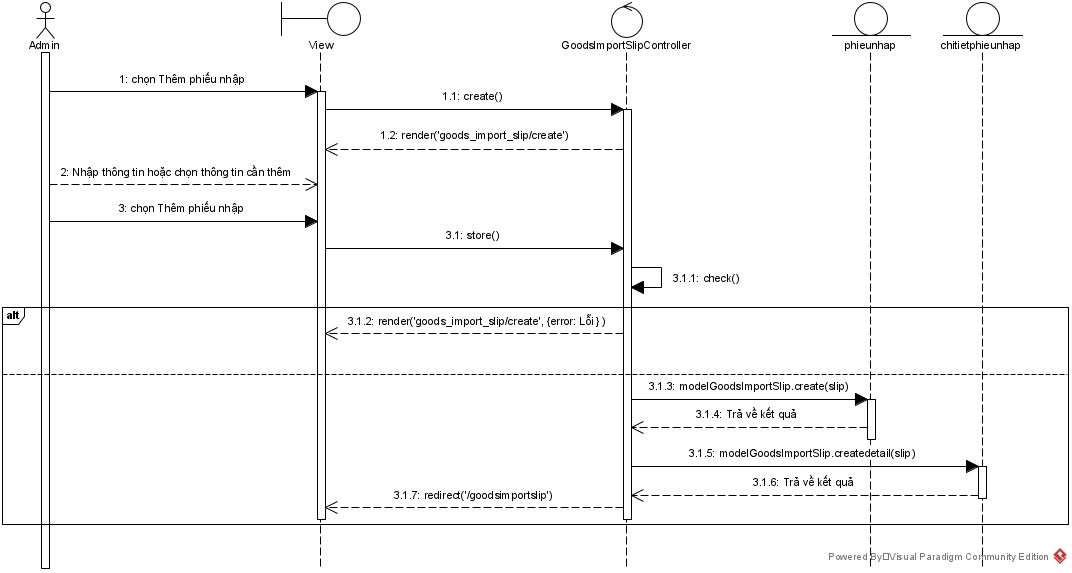 Admin
View
GoodsImportSlipController
phieunhap
chitietphieunhap
1: chọn Thêm phiếu nhập
1.1: create()
1.2: render('goods_import_slip/create')
2: Nhập thông tin hoặc chọn thông tin cần thêm
3: chọn Thêm phiếu nhập
3.1: store()
3.1.1: check()
alt
3.1.2: render('goods_import_slip/create', {error: Lỗi} )
3.1.3: modelGoodsImportSlip.create(slip)
3.1.4: Trả về kết quả
3.1.5: modelGoodsImportSlip.createdetail(slip)
3.1.6: Trả về kết quả
3.1.7: redirect('/goodsimportslip')
Powered By□Visual Paradigm Community Edition